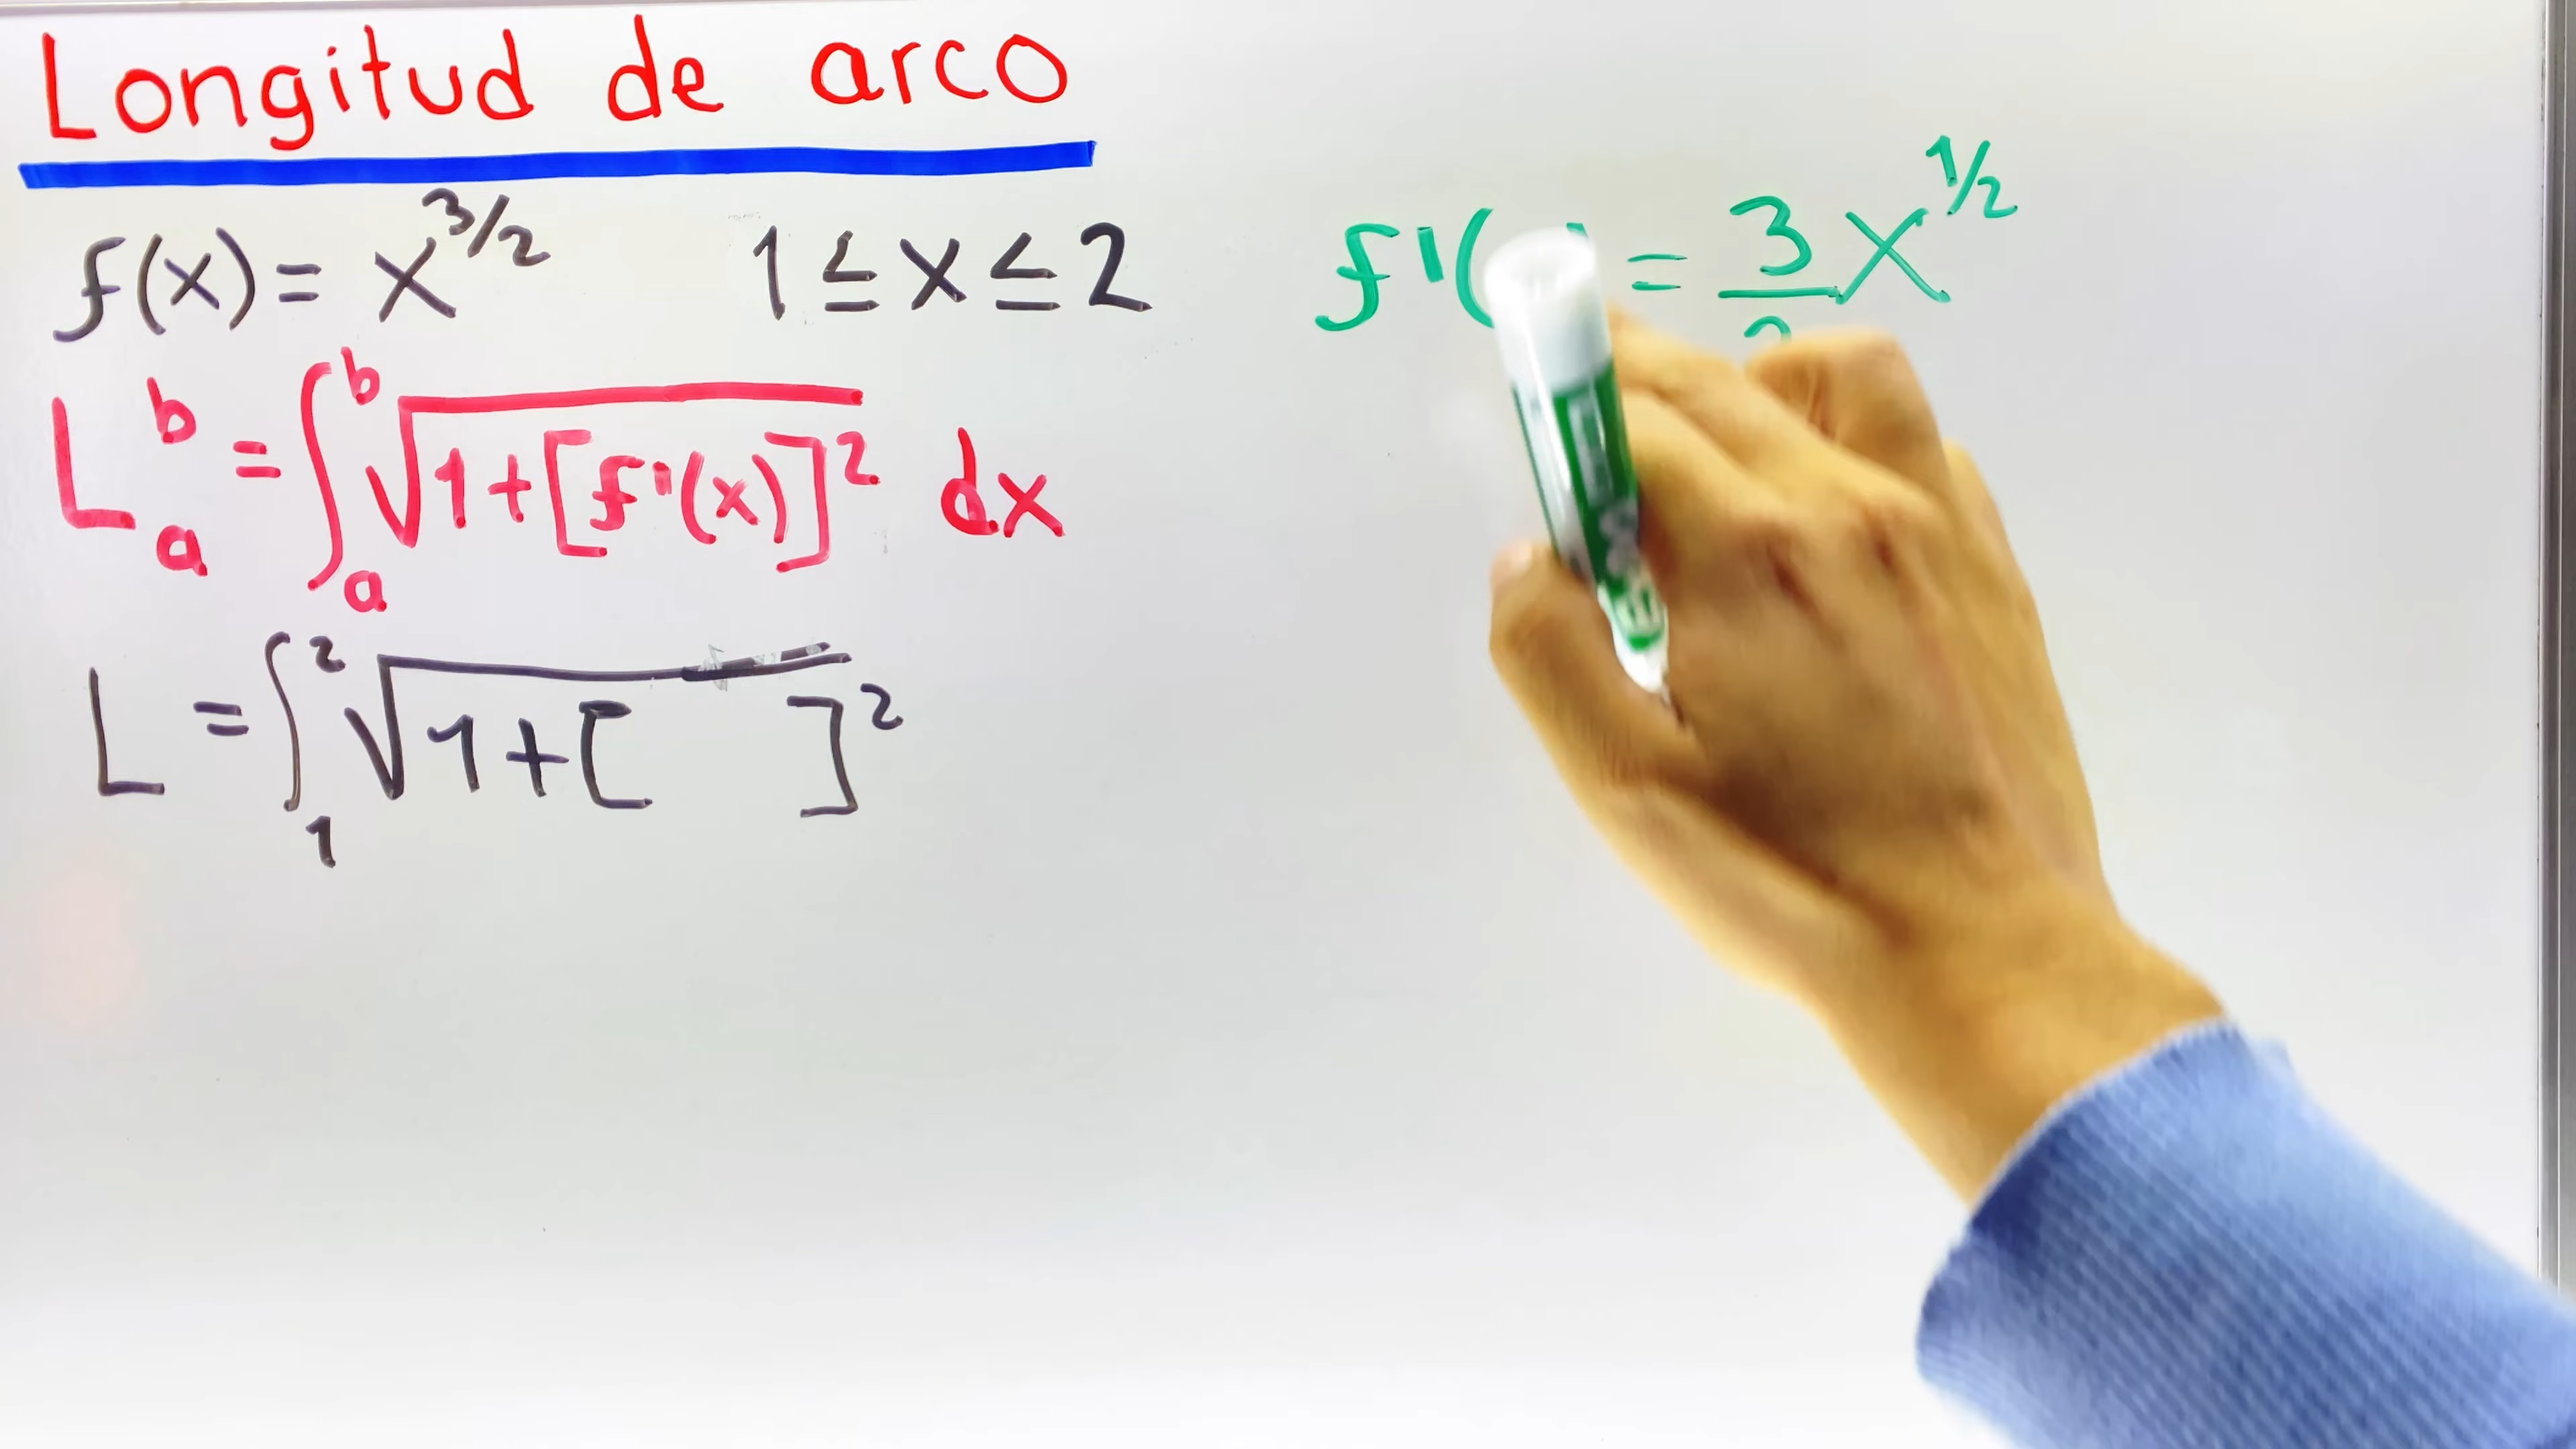 Longitud de arco
f(x) = x^3/2 1 ≤ x ≤ 2
L_a^b = ∫_a^b √1+[f'(x)]^2 dx
L = ∫_1^2 √1+[ ]^2
f'( = 3/2 x^1/2